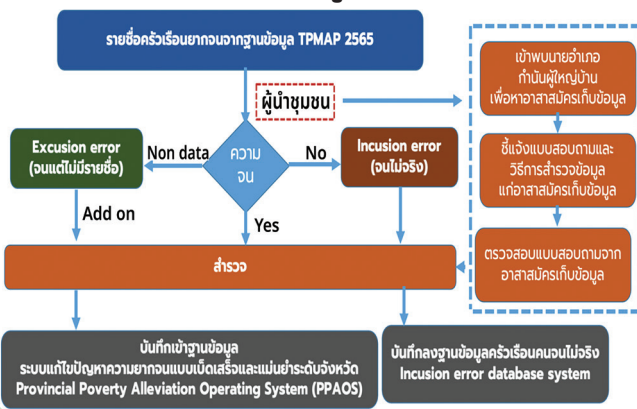 รายชื่อครัวเรือนยากจนจากฐานข้อมูล TPMAP 2565
ผู้นำชุมชน
เข้าพบนายอำเภอ
กำนันผู้ใหญ่บ้าน
เพื่อหาอาสาสมัครเก็บข้อมูล
Excusion error
(จนแต่ไม่มีรายชื่อ)
Non data
ความ
จน
No
Incusion error
(จนไม่จริง)
ชี้แจ้งแบบสอบถามและ
วิธีการสำรวจข้อมูล
แก่อาสาสมัครเก็บข้อมูล
Add on
Yes
สำรวจ
ตรวจสอบแบบสอบถามจาก
อาสาสมัครเก็บข้อมูล
บันทึกเข้าฐานข้อมูล
ระบบแก้ไขปัญหาความยากจนแบบเบ็ดเสร็จและแม่นยำระดับจังหวัด
Provincial Poverty Alleviation Operating System (PPAOS)
บันทึกลงฐานข้อมูลครัวเรือนคนจนไม่จริง
Incusion error database system